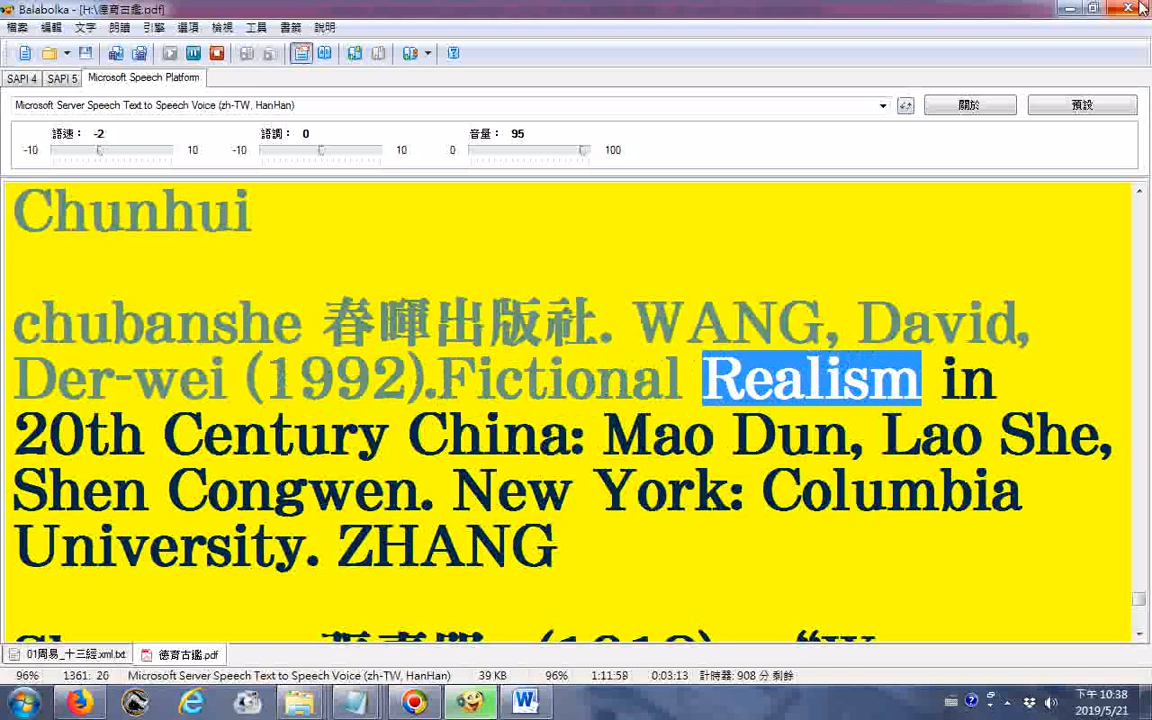 Balabolka - [H:\德育古鑑.pdf]
檔案 編輯 文字 朗讀 引擎 選項 檢視 工具 書籤 說明
SAPI 4 SAPI 5 Microsoft Speech Platform
Microsoft Server Speech Text to Speech Voice (zh-TW, HanHan) 關於 預設
語速： -2 語調： 0 音量： 95
-10 10 -10 10 0 100
Chunhui
chubanshe 春暉出版社. WANG, David,
Der-wei (1992).Fictional Realism in
20th Century China: Mao Dun, Lao She,
Shen Congwen. New York: Columbia
University. ZHANG
01周易_十三經.xml.txt 德育古鑑.pdf
96% 1361: 20 Microsoft Server Speech Text to Speech Voice (zh-TW, HanHan) 39 KB 96% 1:11:58 0:03:13 計時器: 908 分 剩餘
下午 10:38
2019/5/21